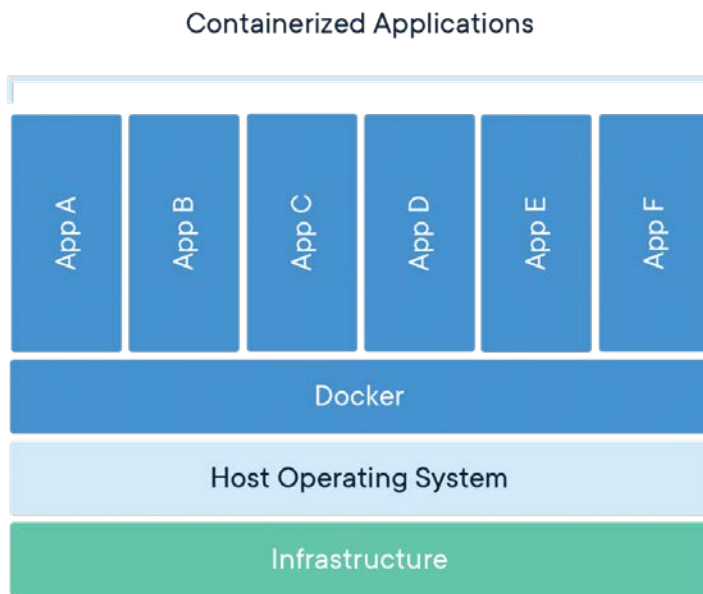 Containerized Applications
App A
App B
App C
App D
App E
App F
Docker
Host Operating System
Infrastructure